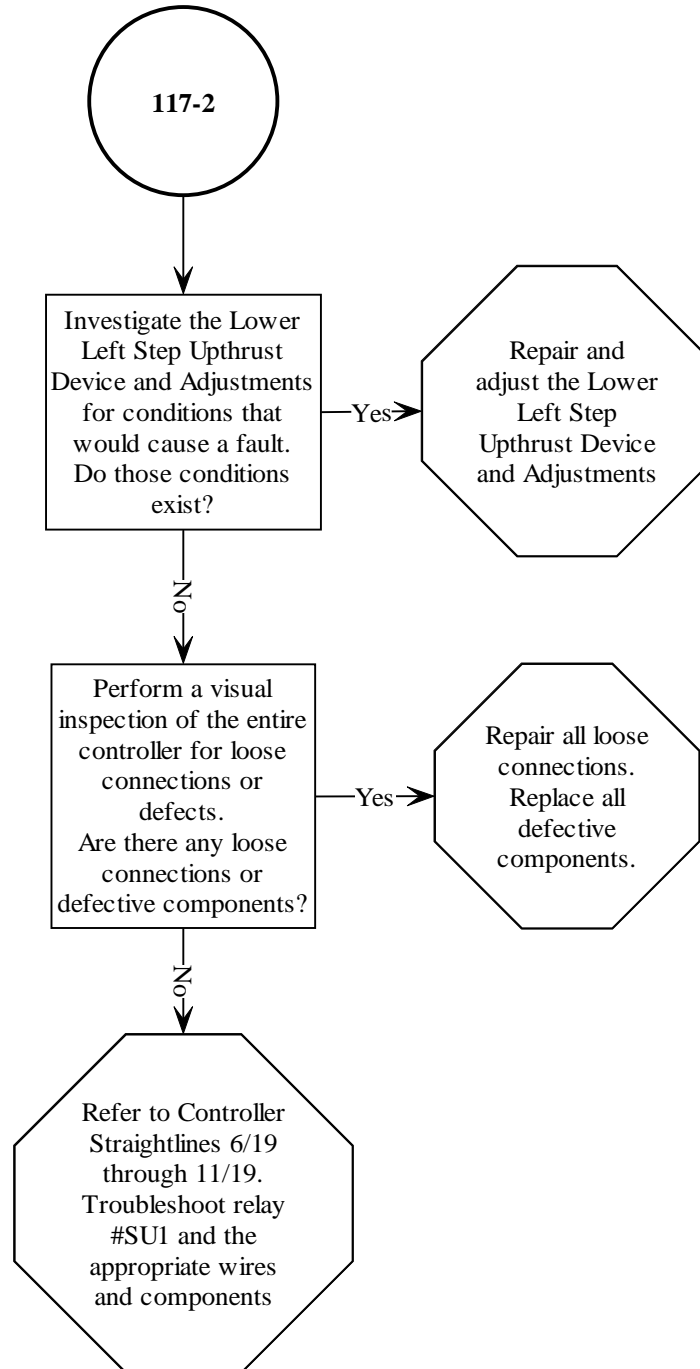 117-2
Investigate the Lower
Left Step Upthrust
Device and Adjustments
for conditions that
would cause a fault.
Do those conditions
exist?
Yes
Repair and
adjust the Lower
Left Step
Upthrust Device
and Adjustments
No
Perform a visual
inspection of the entire
controller for loose
connections or
defects.
Are there any loose
connections or
defective components?
Yes
Repair all loose
connections.
Replace all
defective
components.
No
Refer to Controller
Straightlines 6/19
through 11/19.
Troubleshoot relay
#SU1 and the
appropriate wires
and components